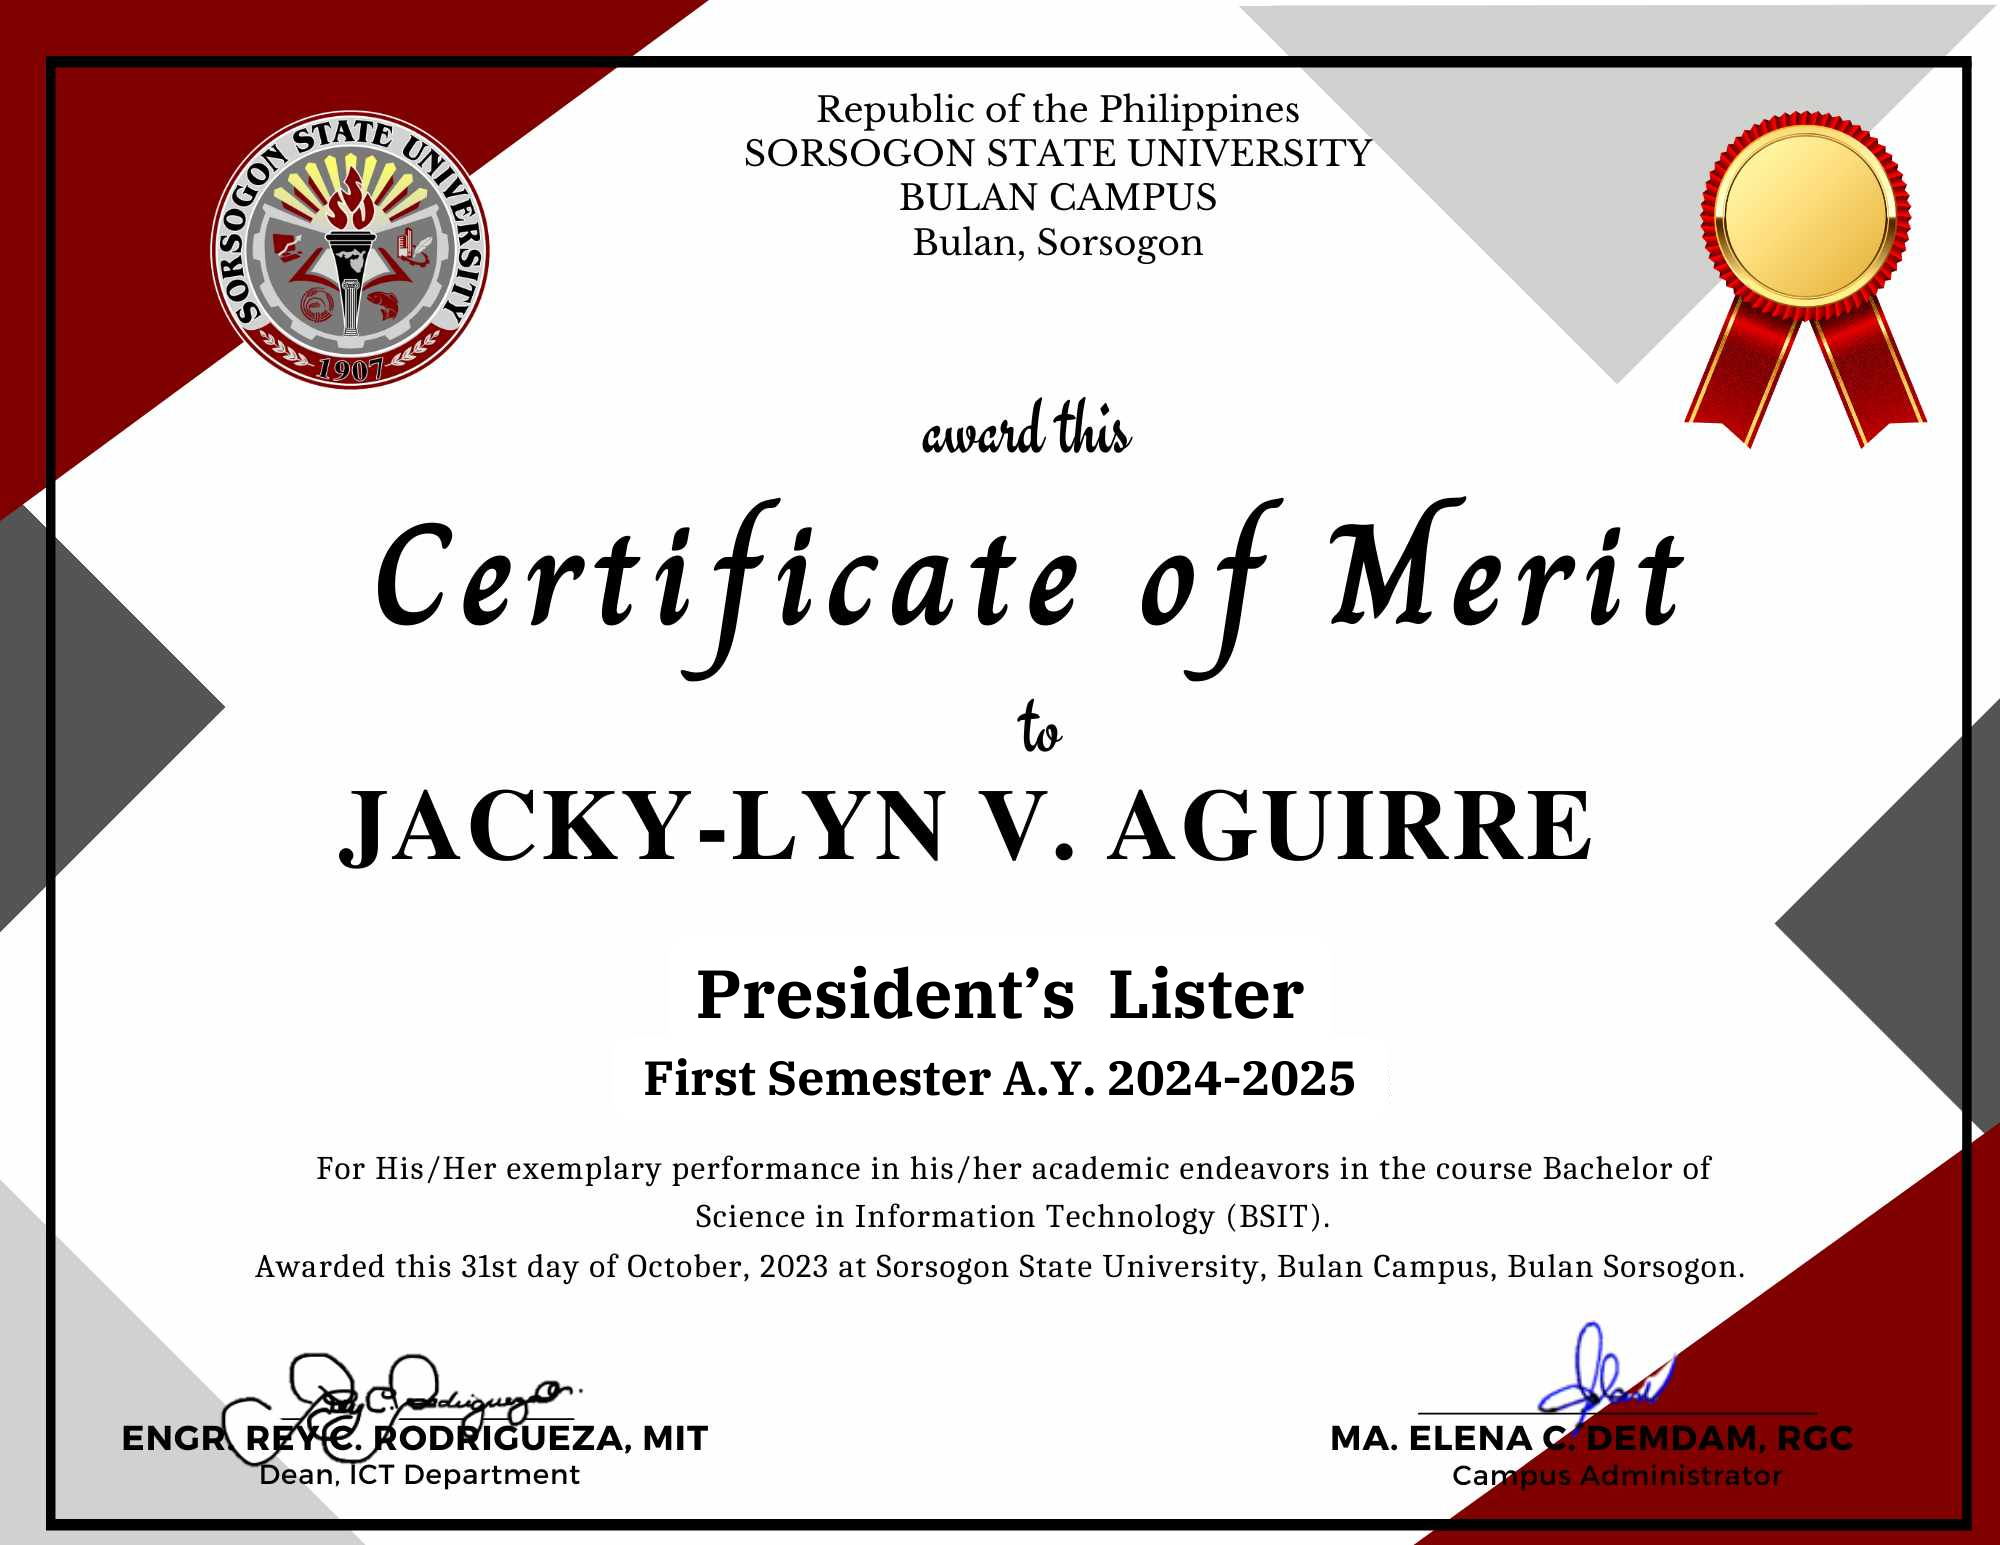 Republic of the Philippines
SORSOGON STATE UNIVERSITY
BULAN CAMPUS
Bulan, Sorsogon
SORSOGON STATE UNIVERSITY
1907
award this
Certificate of Merit
to
JACKY-LYN V. AGUIRRE
President's Lister
First Semester A.Y. 2024-2025
For His/Her exemplary performance in his/her academic endeavors in the course Bachelor of
Science in Information Technology (BSIT).
Awarded this 31st day of October, 2023 at Sorsogon State University, Bulan Campus, Bulan Sorsogon.
ENGR. REY C. RODRIGUEZA, MIT
Dean, ICT Department
MA. ELENA C. DEMDAM, RGC
Campus Administrator